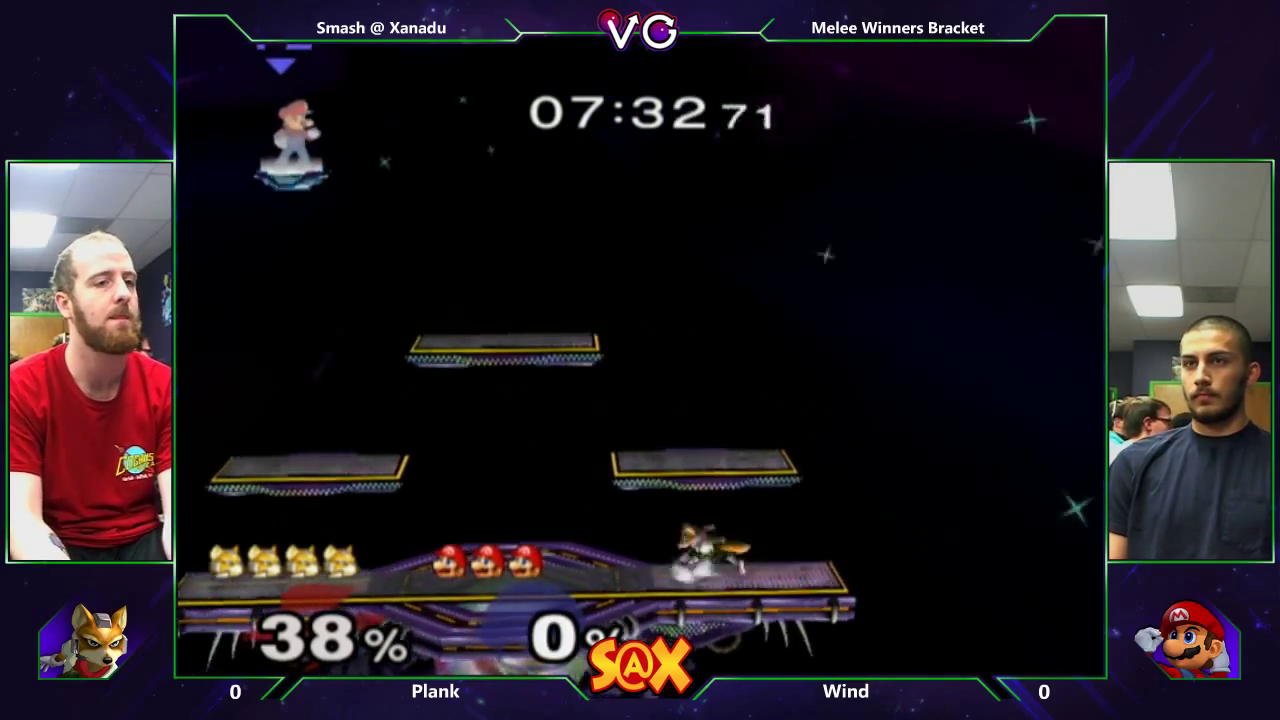 Smash @ Xanadu
VG
Melee Winners Bracket
07:32 71
38%
0%
S@X
0
Plank
Wind
0